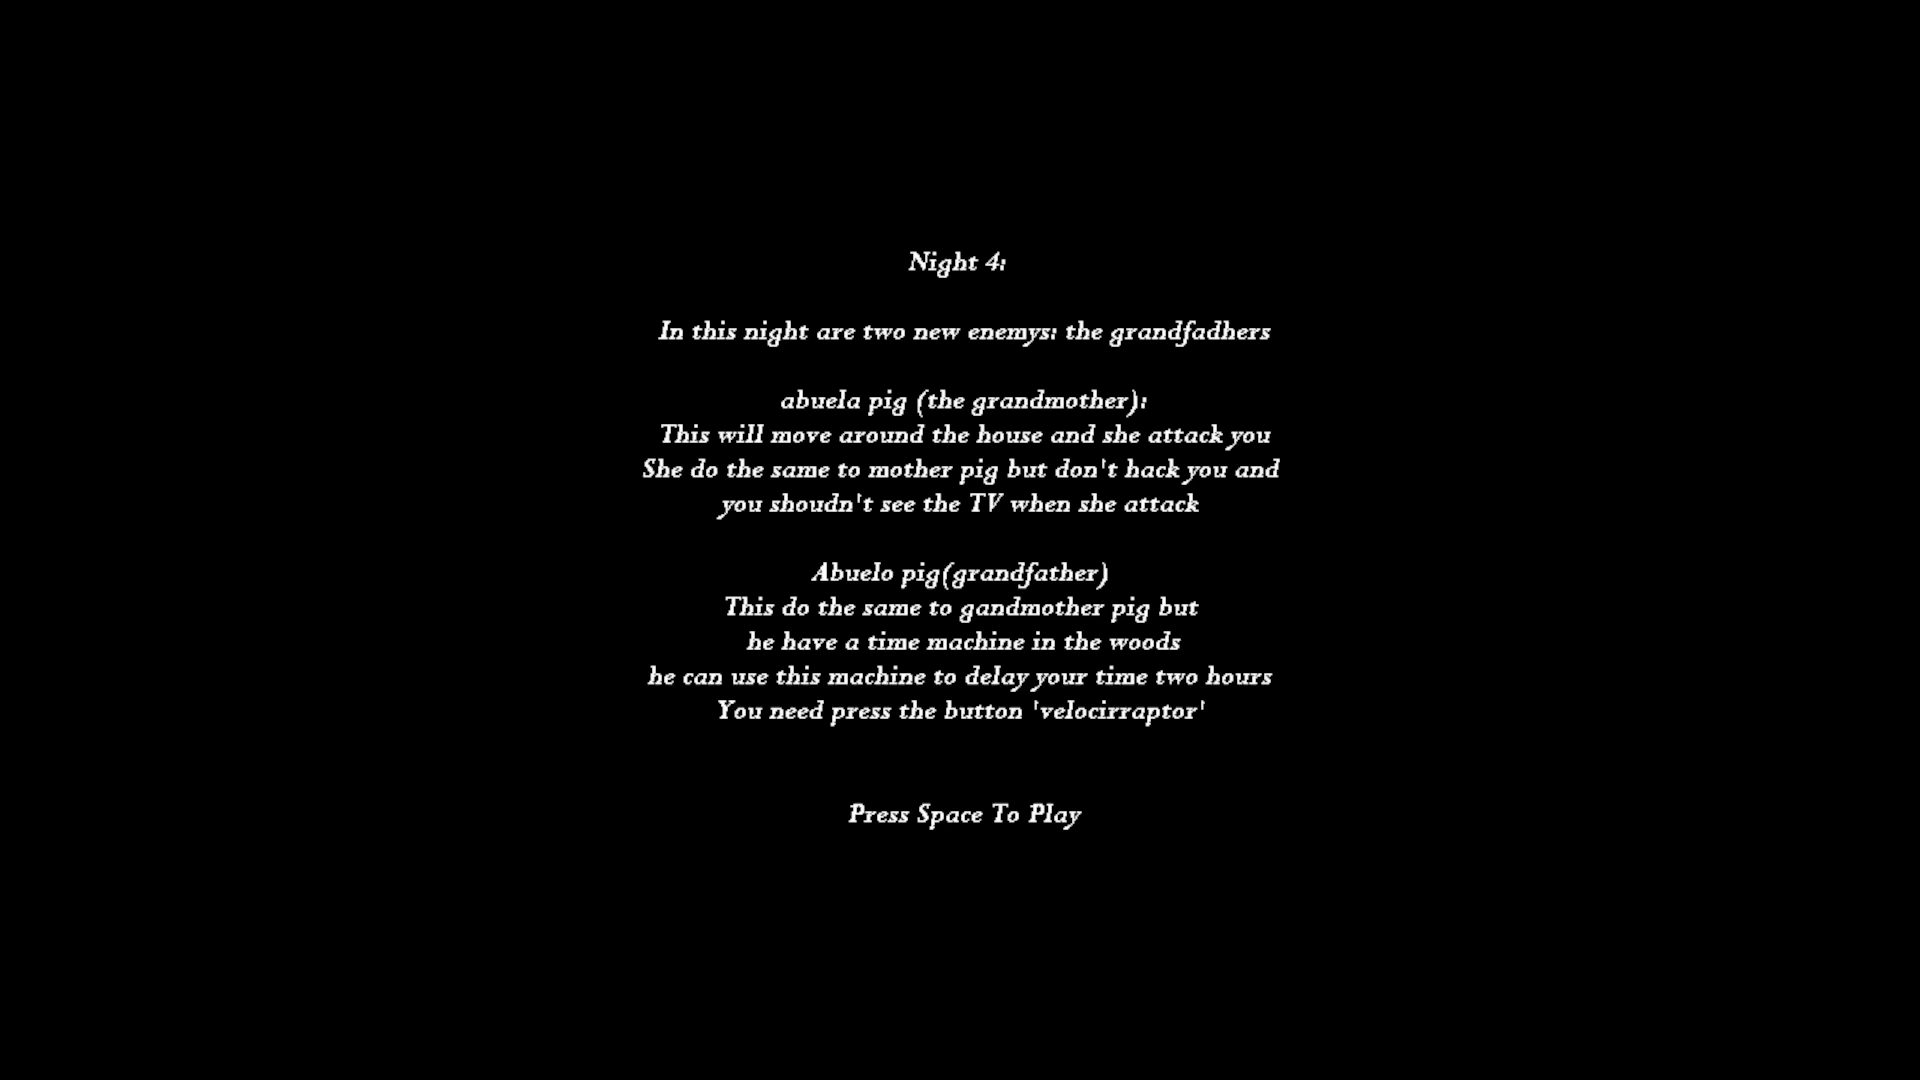 Night 4:
In this night are two new enemys: the grandfadhers
abuela pig (the grandmother):
This will move around the house and she attack you
She do the same to mother pig but don't hack you and
you shoudn't see the TV when she attack
Abuelo pig(grandfather)
This do the same to gandmother pig but
he have a time machine in the woods
he can use this machine to delay your time two hours
You need press the button 'velocirraptor'
Press Space To Play